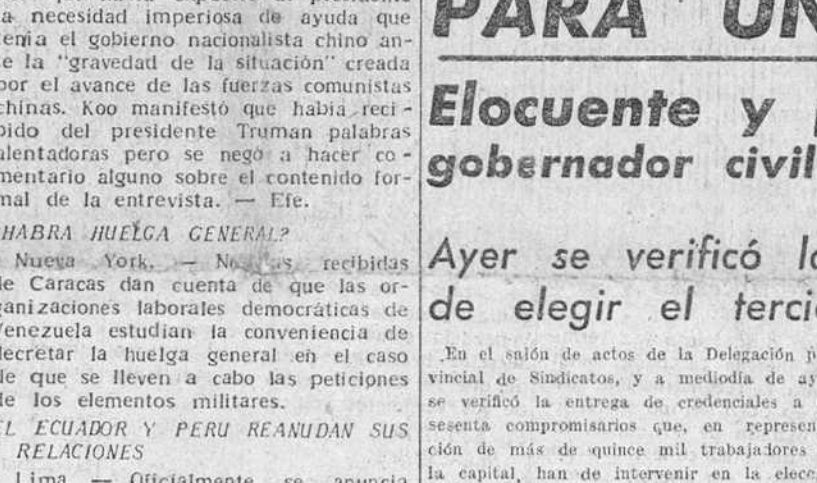 a necesidad imperiosa de ayuda que
tenia el gobierno nacionalista chino an-
se la "gravedad de la situación" creada
por el avance de las fuerzas comunistas
chinas. Koo manifestó que habia reci-
bido del presidente Truman palabras
alentadoras pero se negó a hacer co-
mentario alguno sobre el contenido for-
mal de la entrevista. — Efe.
HABRA HUELGA GENERAL?
Nueva York. — recibidas
de Caracas dan cuenta de que las or-
ganizaciones laborales democráticas de
Venezuela estudian la conveniencia de
decretar la huelga general en el caso
de que se lleven a cabo las peticiones
de los elementos militares.
EL ECUADOR Y PERU REANUDAN SUS
RELACIONES
Lima — Oficialmente se anuncia
PARA UN
Elocuente y
gobernador civil
Ayer se verificó
de elegir el terci
En el salón de actos de la Delegación p
vincial de Sindicatos, y a mediodía de ay
se verificó la entrega de credenciales a
sesenta compromisarios que, en represen
ción de más de quince mil trabajadores
la capital, han de intervenir en la elecc